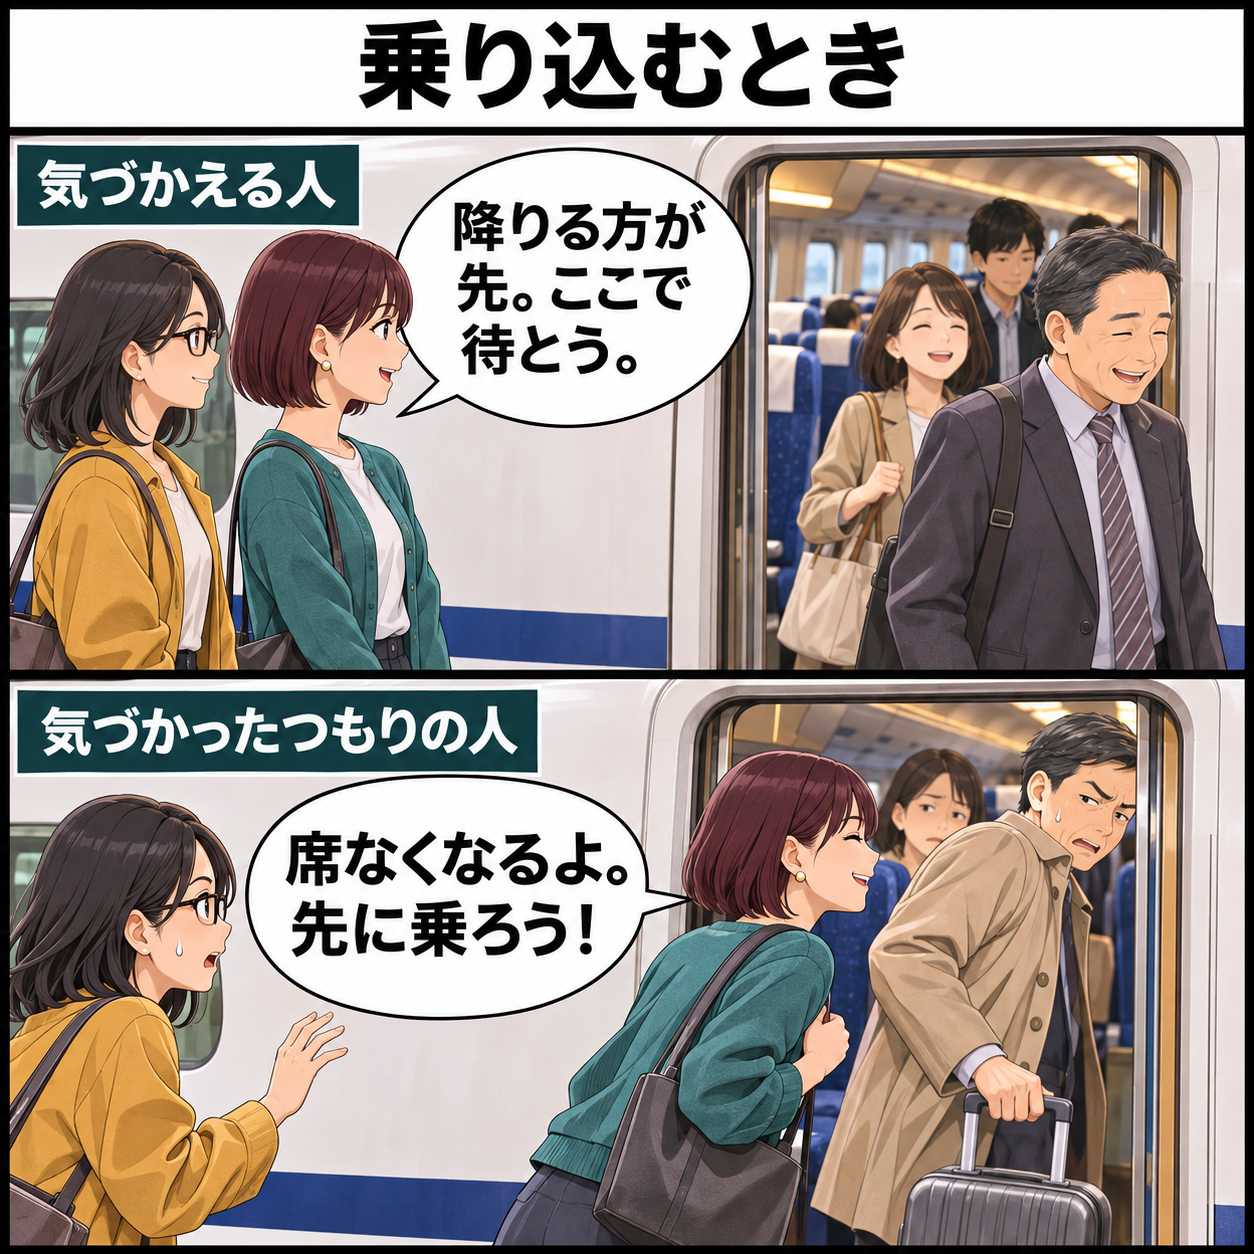 乗り込むとき
気づかえる人
降りる方が
先。ここで
待とう。
気づかったつもりの人
席なくなるよ。
先に乗ろう！